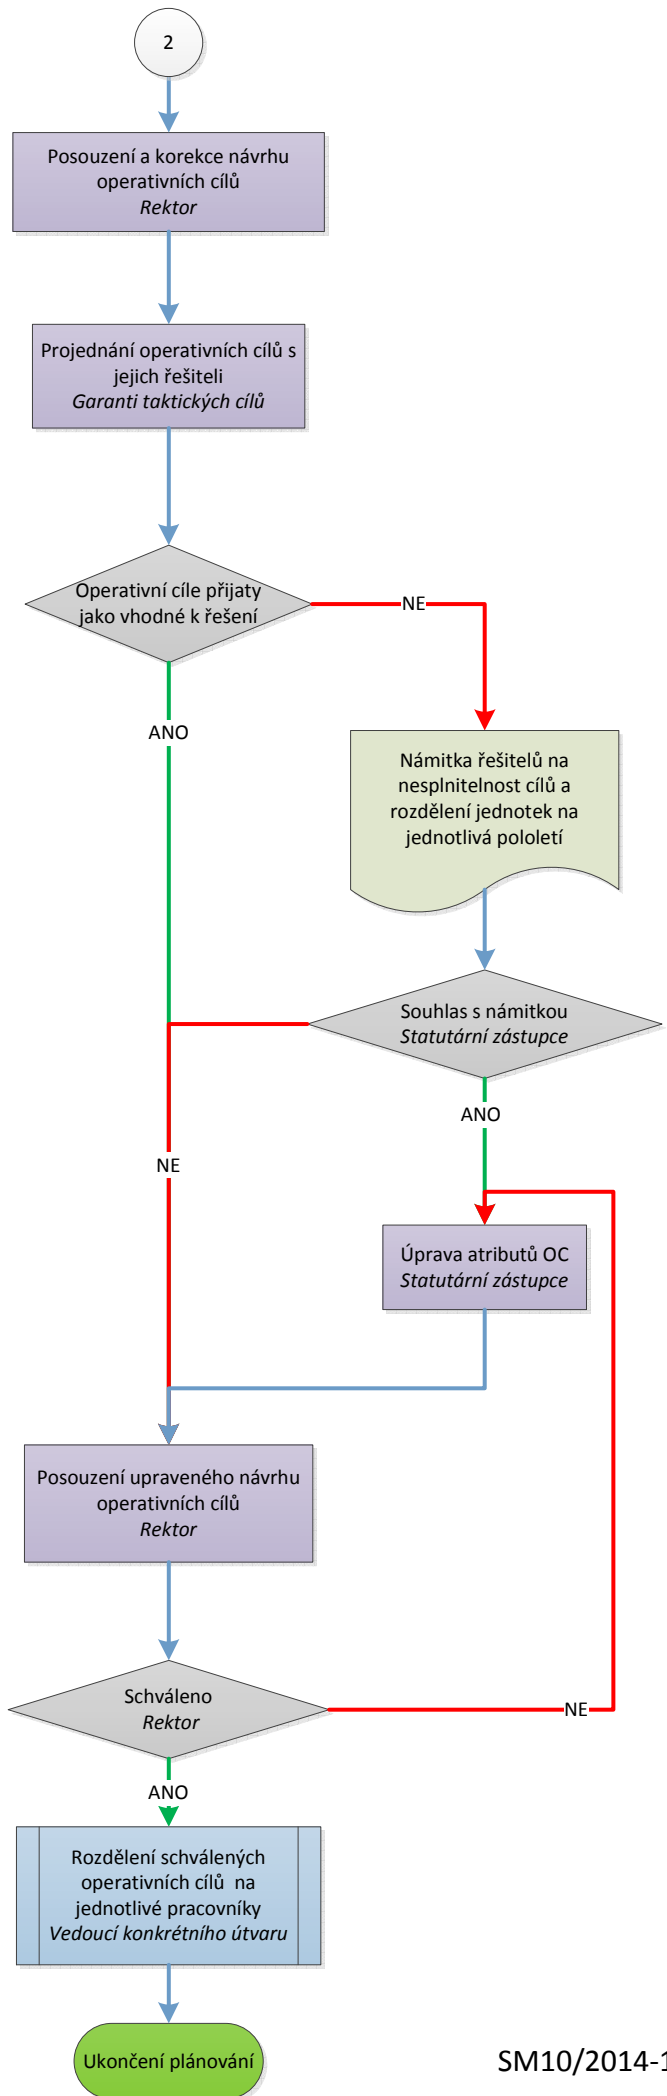 2
Posouzení a korekce návrhu
operativních cílů
Rektor
Projednání operativních cílů s
jejich řešiteli
Garanti taktických cílů
Operativní cíle přijaty
jako vhodné k řešení
NE
ANO
Námitka řešitelů na
nesplnitelnost cílů a
rozdělení jednotek na
jednotlivá pololetí
Souhlas s námitkou
Statutární zástupce
ANO
NE
Úprava atributů OC
Statutární zástupce
Posouzení upraveného návrhu
operativních cílů
Rektor
Schváleno
Rektor
NE
ANO
Rozdělení schválených
operativních cílů na
jednotlivé pracovníky
Vedoucí konkrétního útvaru
Ukončení plánování
SM10/2014-1